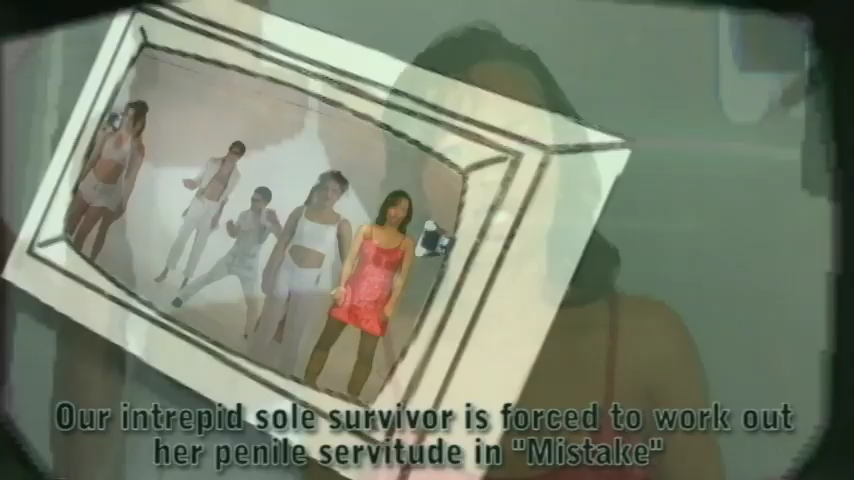 Our intrepid sole survivor is forced to work out
her penile servitude in "Mistake"